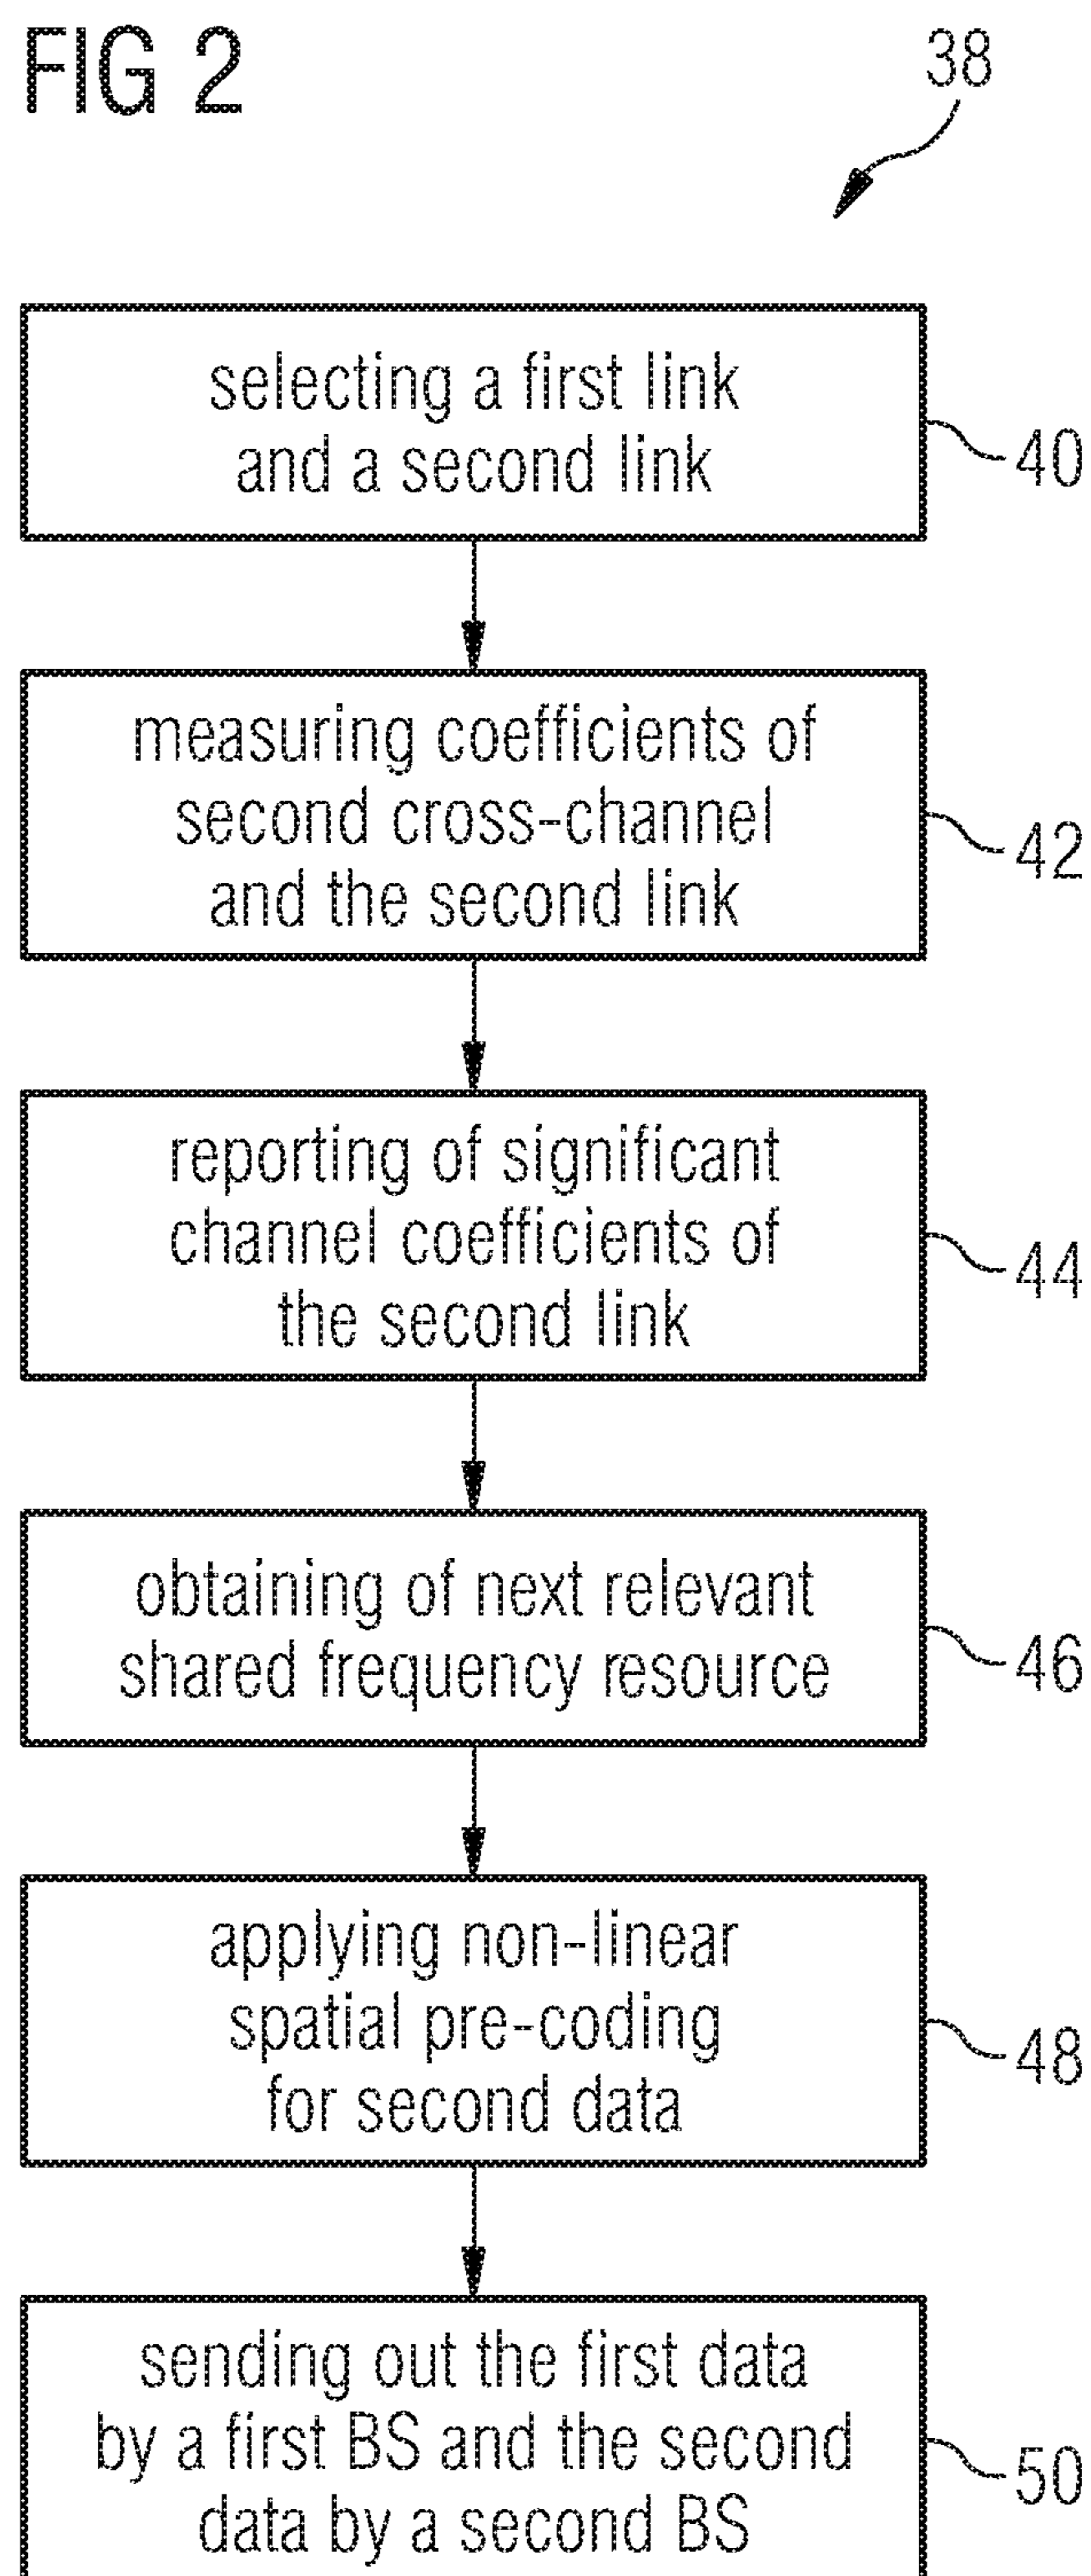 FIG 2
38
selecting a first link
and a second link
40
measuring coefficients of
second cross-channel
and the second link
42
reporting of significant
channel coefficients of
the second link
44
obtaining of next relevant
shared frequency resource
46
applying non-linear
spatial pre-coding
for second data
48
sending out the first data
by a first BS and the second
data by a second BS
50